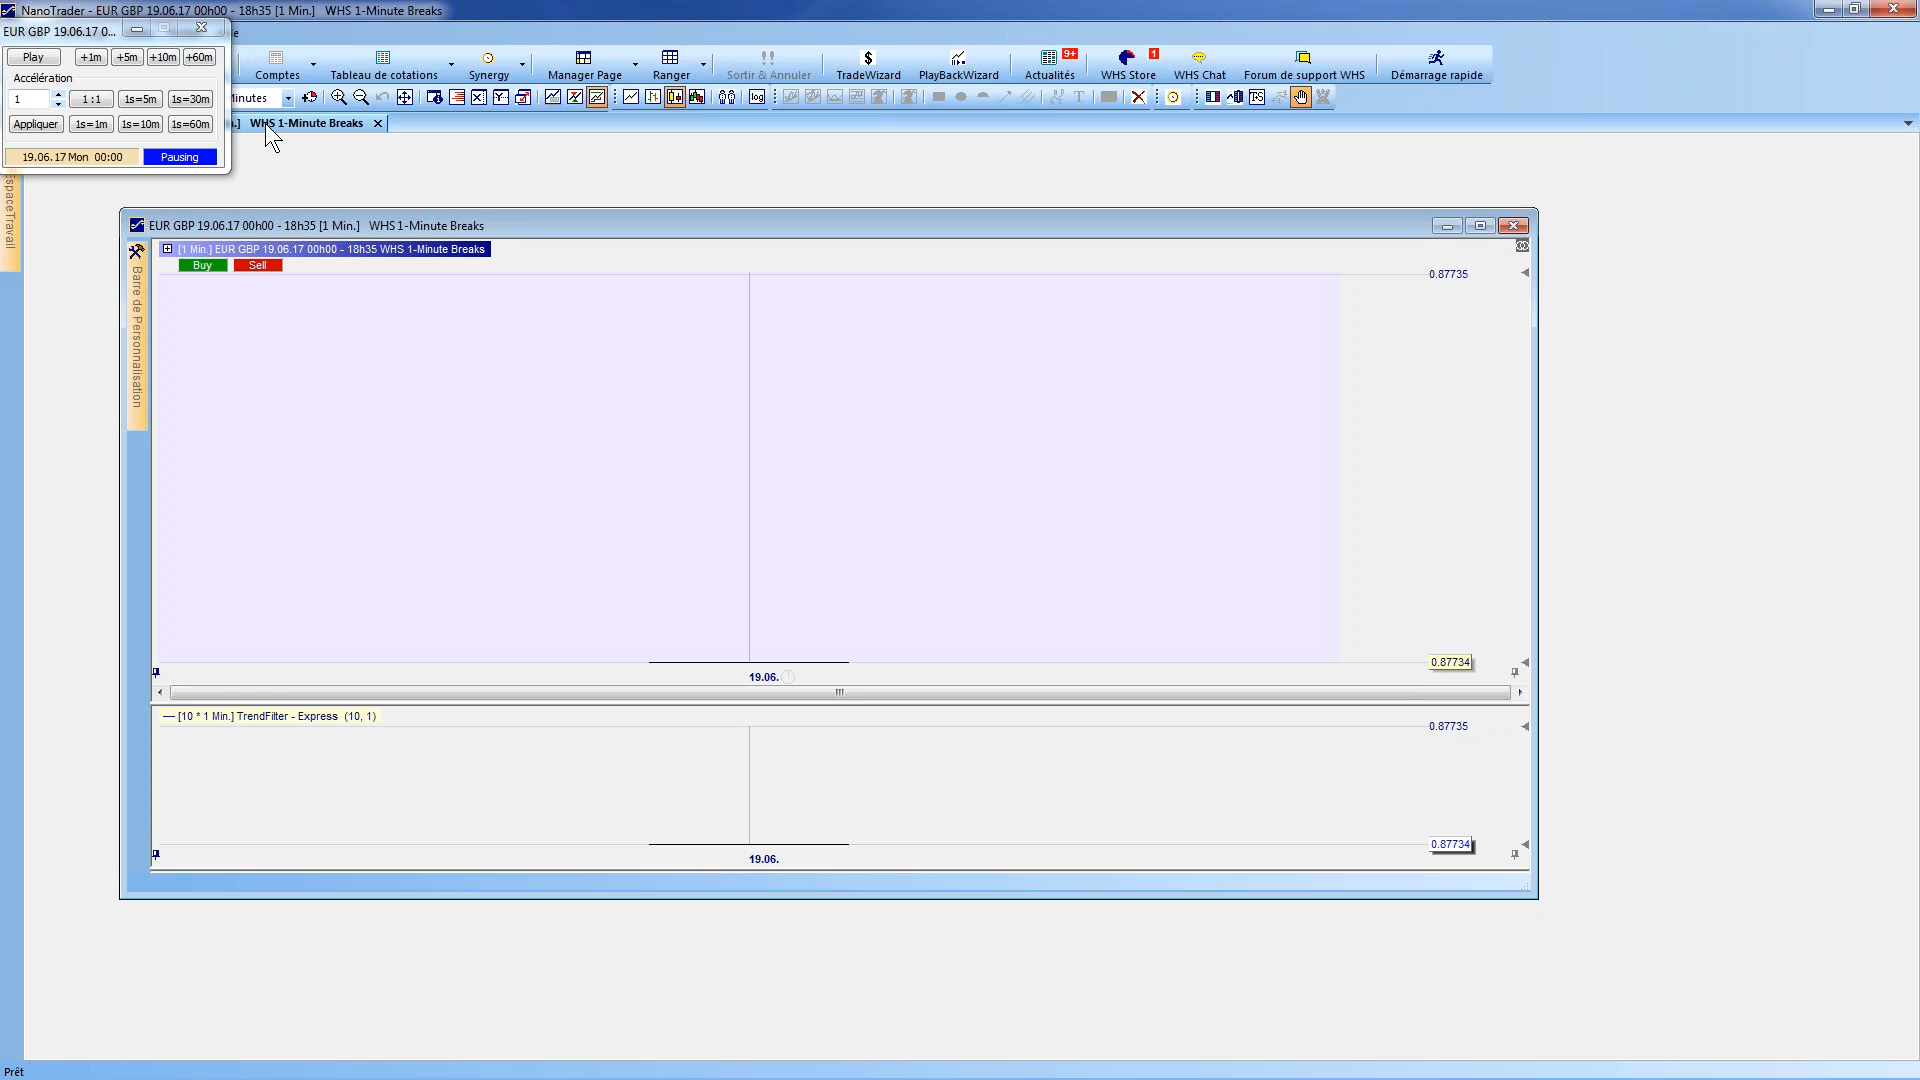 NanoTrader - EUR GBP 19.06.17 00h00 - 18h35 [1 Min.]   WHS 1-Minute Breaks
EUR GBP 19.06.17 0...
Play +1m +5m +10m +60m
Accélération
1 1 : 1 1s=5m 1s=30m
Appliquer 1s=1m 1s=10m 1s=60m
19.06.17 Mon 00:00 Pausing
Comptes Tableau de cotations Synergy Manager Page Ranger Sortir & Annuler TradeWizard PlayBackWizard 9+ Actualités 1 WHS Store WHS Chat Forum de support WHS Démarrage rapide
Minutes log T T-S
WHS 1-Minute Breaks
EspaceTravail
EUR GBP 19.06.17 00h00 - 18h35 [1 Min.]   WHS 1-Minute Breaks
Barre de Personnalisation
[1 Min.] EUR GBP 19.06.17 00h00 - 18h35 WHS 1-Minute Breaks
Buy Sell
0.87735
0.87734
19.06.
[10 * 1 Min.] TrendFilter - Express (10, 1)
0.87735
0.87734
19.06.
Prêt